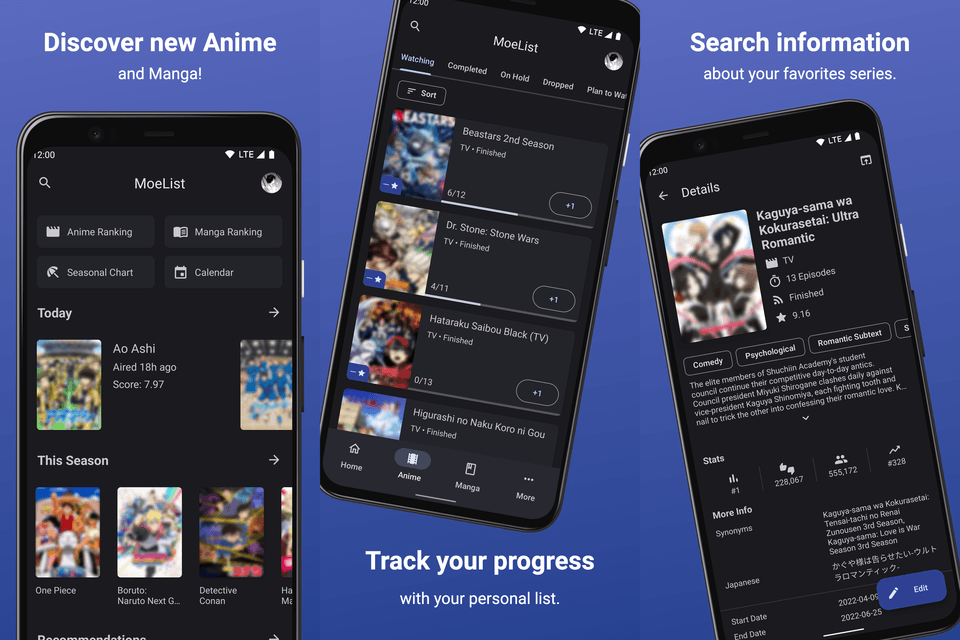 Discover new Anime
and Manga!
12:00
LTE
MoeList
Anime Ranking
Manga Ranking
Seasonal Chart
Calendar
Today
Ao Ashi
Aired 18h ago
Score: 7.97
This Season
One Piece
Boruto:
Naruto Next G...
Detective
Conan
Ha
Ma
Recommendations
12:00
LTE
MoeList
Watching
Completed
On Hold
Dropped
Plan to Wat
Sort
BEASTARS
Beastars 2nd Season
TV • Finished
6/12
+1
Dr. Stone: Stone Wars
TV • Finished
4/11
+1
Hataraku Saibou Black (TV)
TV • Finished
0/13
+1
Higurashi no Naku Koro ni Gou
TV • Finished
Home
Anime
Manga
More
Track your progress
with your personal list.
Search information
about your favorites series.
12:00
LTE
Details
Kaguya-sama wa
Kokurasetai: Ultra
Romantic
TV
13 Episodes
Finished
9.16
Comedy
Psychological
Romantic Subtext
S
The elite members of Shuchiin Academy's student
council continue their competitive day-to-day antics.
Council president Miyuki Shirogane clashes daily against
vice-president Kaguya Shinomiya, each fighting tooth and
nail to trick the other into confessing their romantic love. K...
Stats
#1
228,067
555,172
#328
More Info
Synonyms
Kaguya-sama wa Kokurasetai:
Tensai-tachi no Renai
Zunousen 3rd Season,
Kaguya-sama: Love is War
Season 3rd Season
Japanese
かぐや様は告らせたい-ウルト
ラロマンティック-
Start Date
2022-04-09
End Date
2022-06-25
Edit